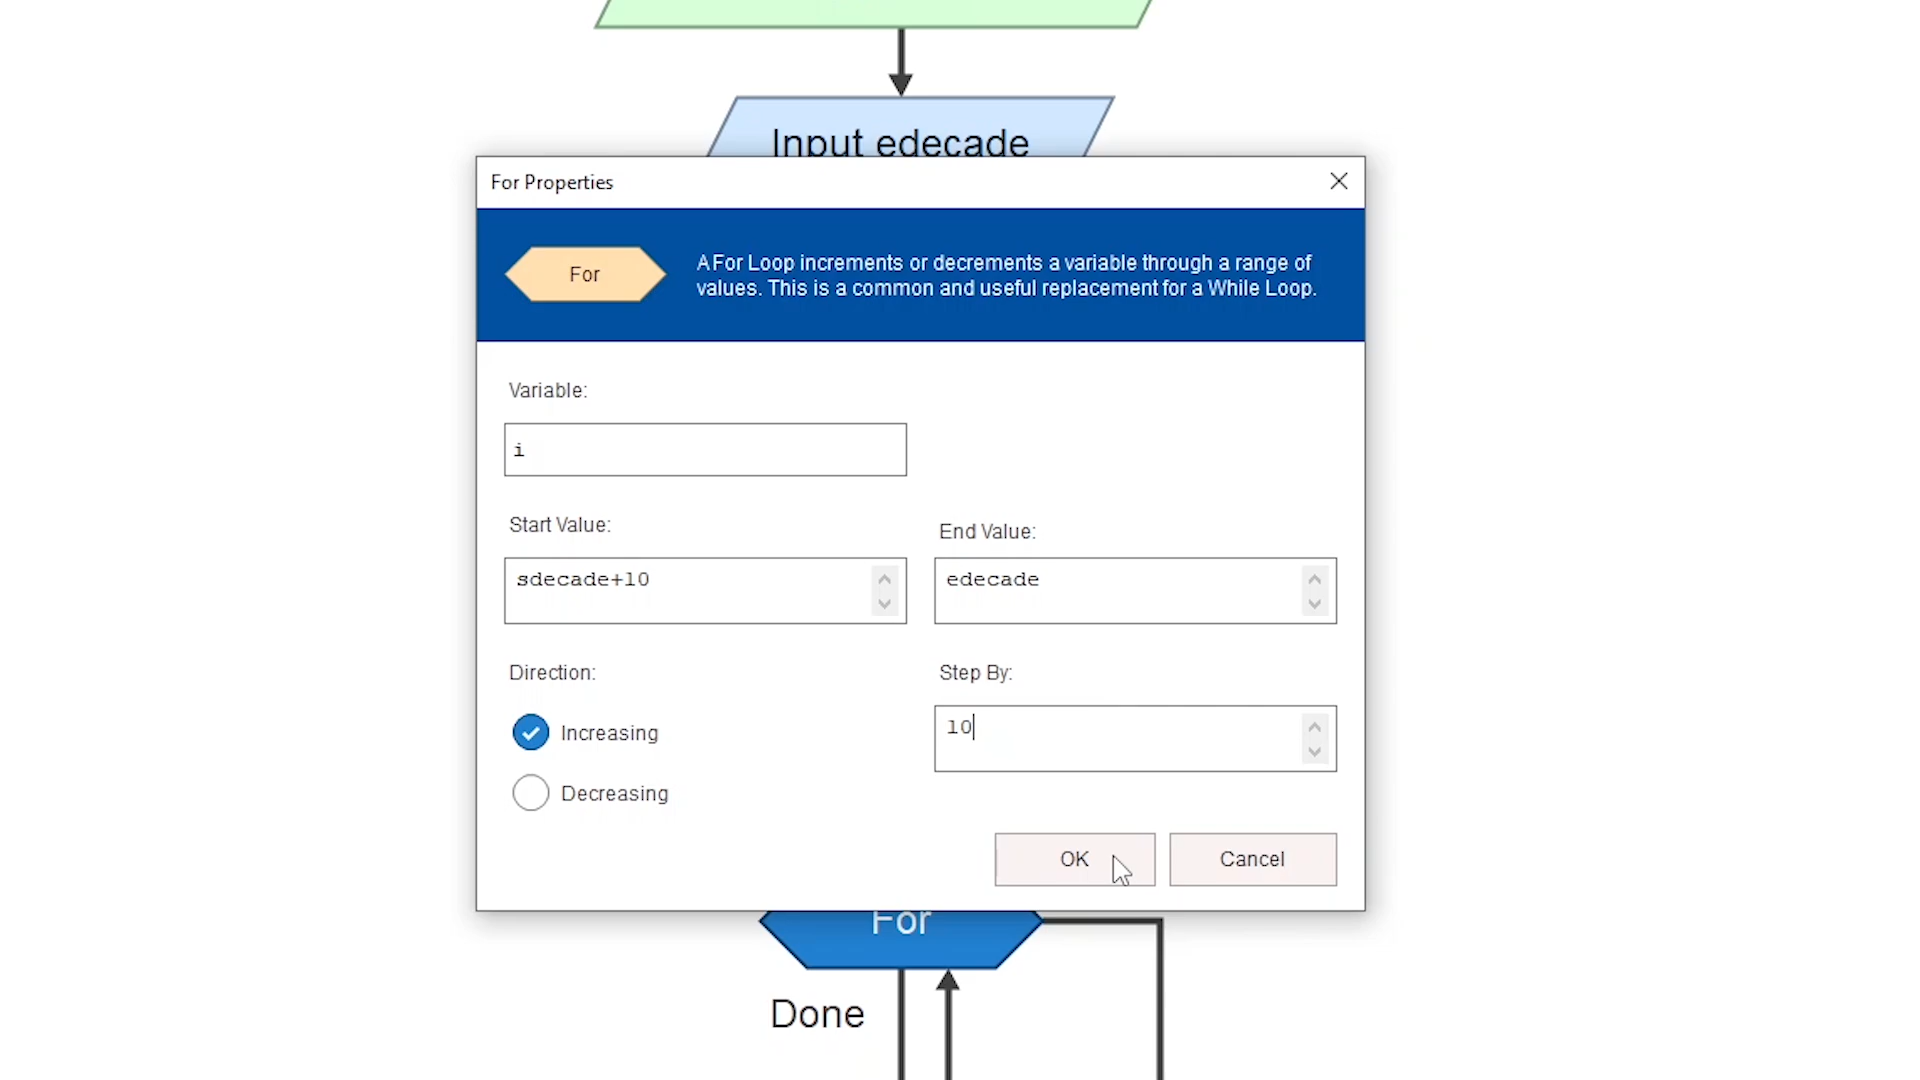 Input edecade
For Properties
For
A For Loop increments or decrements a variable through a range of
values. This is a common and useful replacement for a While Loop.
Variable:
i
Start Value:
End Value:
sdecade+10
edecade
Direction:
Step By:
10
Increasing
Decreasing
OK
Cancel
For
Done